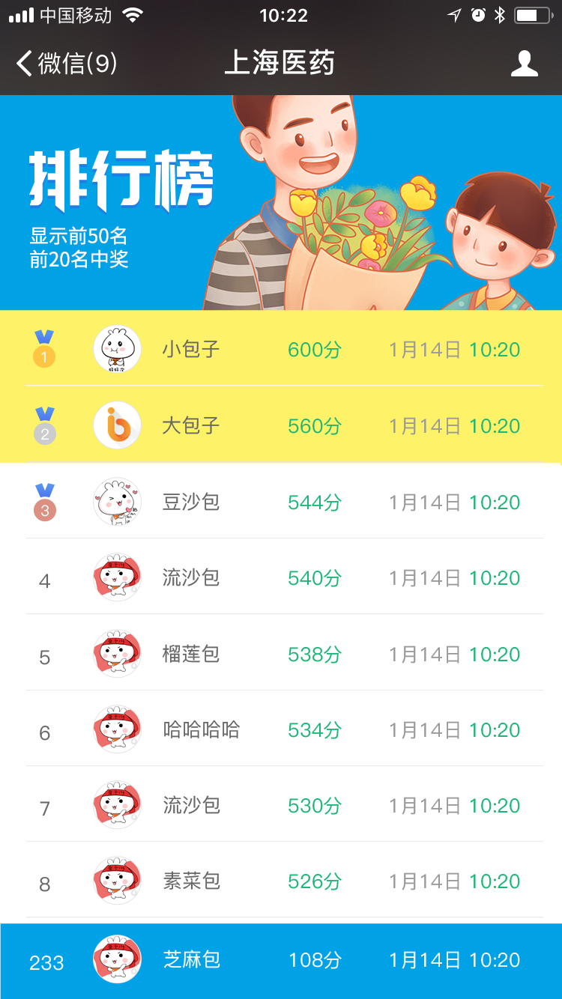 中国移动 10:22
微信(9) 上海医药
排行榜
显示前50名
前20名中奖
1 小包子 600分 1月14日 10:20
2 大包子 560分 1月14日 10:20
3 豆沙包 544分 1月14日 10:20
4 流沙包 540分 1月14日 10:20
5 榴莲包 538分 1月14日 10:20
6 哈哈哈哈 534分 1月14日 10:20
7 流沙包 530分 1月14日 10:20
8 素菜包 526分 1月14日 10:20
233 芝麻包 108分 1月14日 10:20